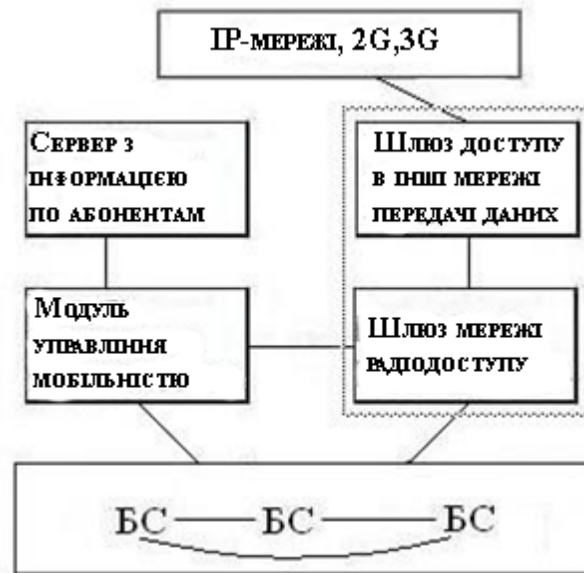 ІР-МЕРЕЖІ, 2G,3G
СЕРВЕР З
ІНФОРМАЦІЄЮ
ПО АБОНЕНТАМ
ШЛЮЗ ДОСТУПУ
В ІНШІ МЕРЕЖІ
ПЕРЕДАЧІ ДАНИХ
МОДУЛЬ
УПРАВЛІННЯ
МОБІЛЬНІСТЮ
ШЛЮЗ МЕРЕЖІ
РАДІОДОСТУПУ
БС БС БС